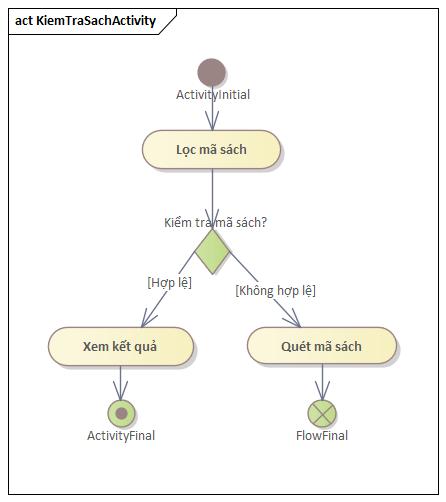 act KiemTraSachActivity
ActivityInitial
Lọc mã sách
Kiểm tra mã sách?
[Hợp lệ]
[Không hợp lệ]
Xem kết quả
Quét mã sách
ActivityFinal
FlowFinal